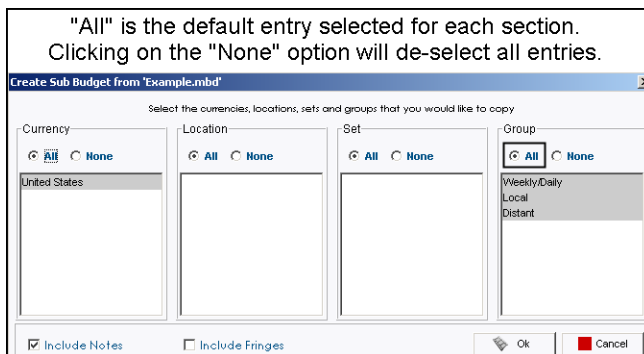 "All" is the default entry selected for each section.
Clicking on the "None" option will de-select all entries.
Create Sub Budget from 'Example.mbd'
Select the currencies, locations, sets and groups that you would like to copy
Currency Location Set Group
All None All None All None All None
United States Weekly/Daily
Local
Distant
Include Notes Include Fringes Ok Cancel